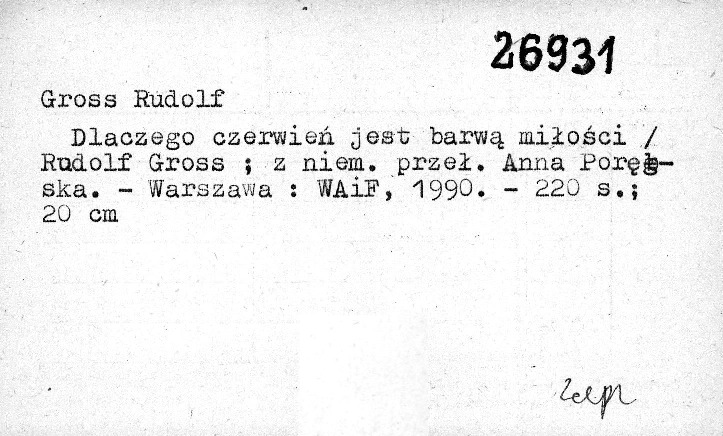 26931
Gross Rudolf
Dlaczego czerwień jest barwą miłości /
Rudolf Gross ; z niem. przeł. Anna Poręb-
ska. - Warszawa : WAiF, 1990. - 220 s.;
20 cm